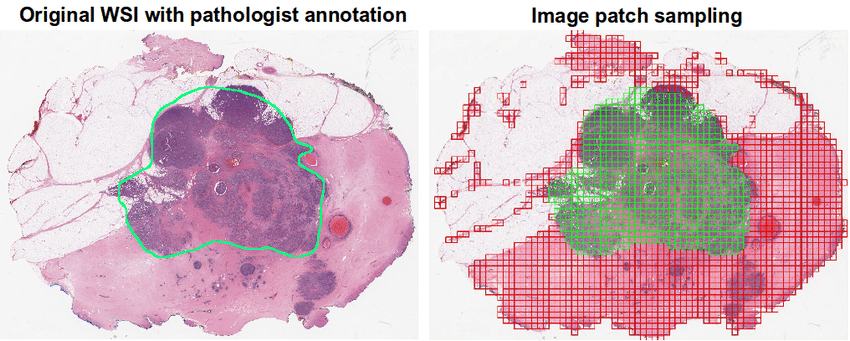 Original WSI with pathologist annotation
Image patch sampling